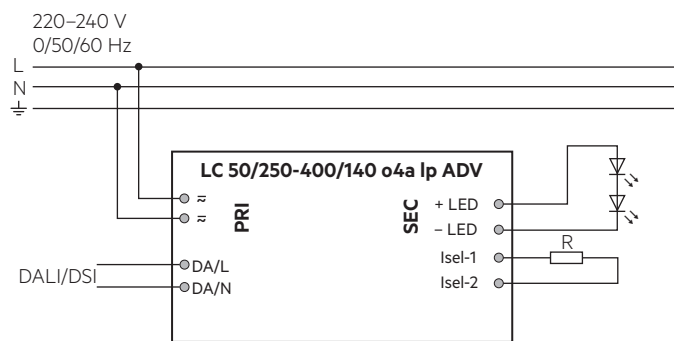 220–240 V
0/50/60 Hz
L
N
LC 50/250-400/140 o4a lp ADV
PRI
SEC
+ LED
– LED
Isel-1
Isel-2
R
DALI/DSI
DA/L
DA/N